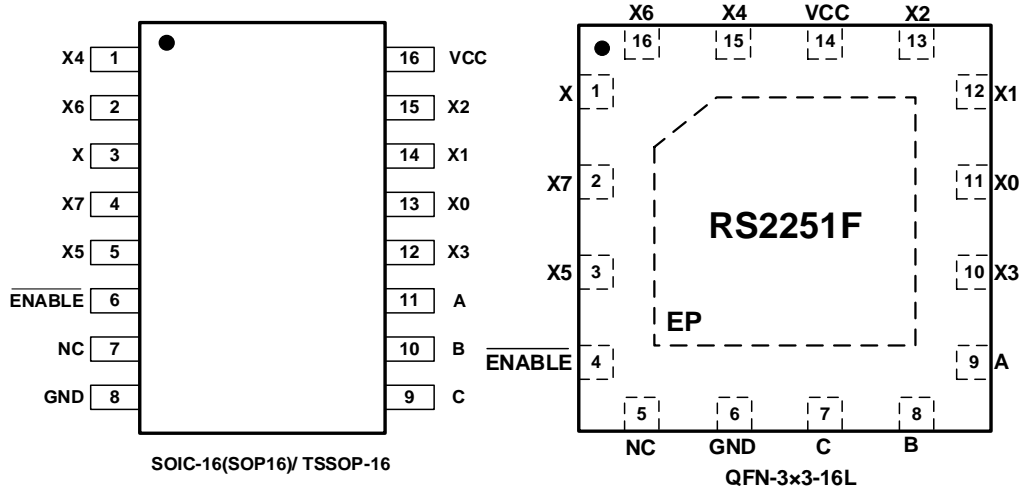 X4 1 16 VCC
X6 2 15 X2
X 3 14 X1
X7 4 13 X0
X5 5 12 X3
ENABLE 6 11 A
NC 7 10 B
GND 8 9 C
SOIC-16(SOP16)/ TSSOP-16
X6 X4 VCC X2
16 15 14 13
X 1 12 X1
X7 2 11 X0
RS2251F
X5 3 10 X3
EP
ENABLE 4 9 A
5 6 7 8
NC GND C B
QFN-3×3-16L